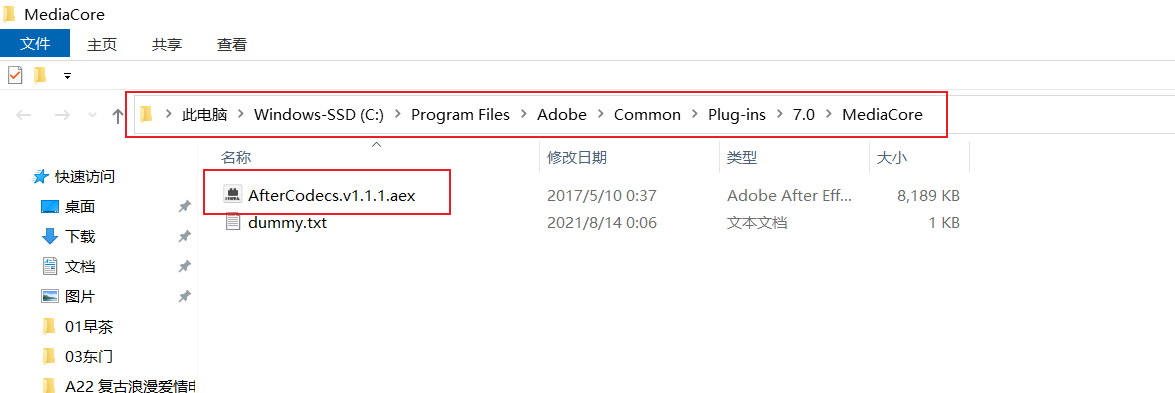 MediaCore
文件 主页 共享 查看
此电脑 Windows-SSD (C:) Program Files Adobe Common Plug-ins 7.0 MediaCore
名称 修改日期 类型 大小
快速访问
AfterCodecs.v1.1.1.aex 2017/5/10 0:37 Adobe After Eff... 8,189 KB
桌面
dummy.txt 2021/8/14 0:06 文本文档 1 KB
下载
文档
图片
01早茶
03东门
A22 复古浪漫爱情电